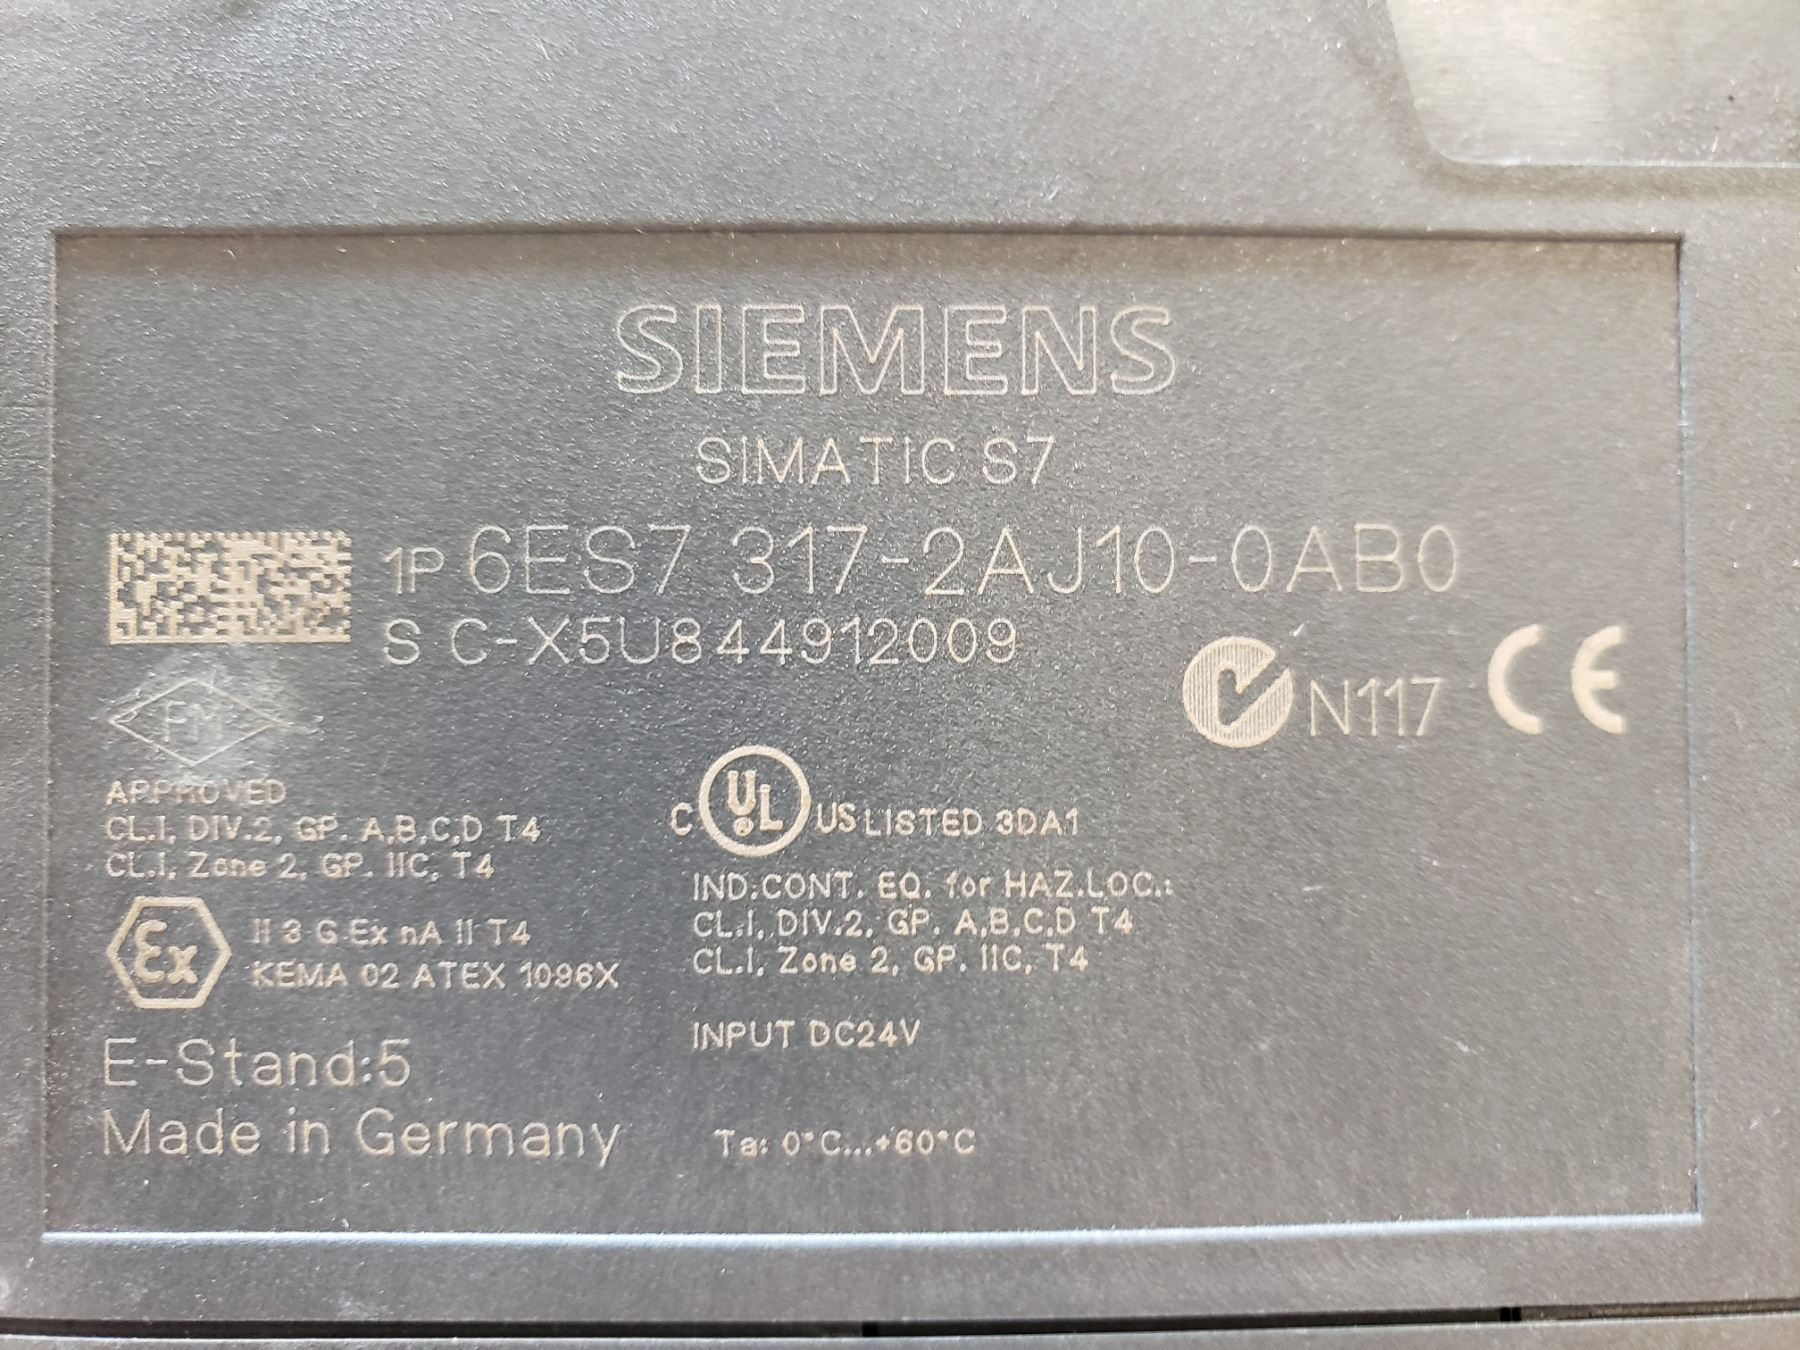 SIEMENS
SIMATIC S7
1P 6ES7 317-2AJ10-0AB0
S C-X5U844912009
N117 CE
FM
APPROVED
CL.I, DIV.2, GP. A,B,C,D T4
CL.I, Zone 2, GP. IIC, T4
C UL US LISTED 3DA1
IND.CONT. EQ. for HAZ.LOC.:
CL.I, DIV.2, GP. A,B,C,D T4
CL.I, Zone 2, GP. IIC, T4
Ex II 3 G Ex nA II T4
KEMA 02 ATEX 1096X
INPUT DC24V
E-Stand:5
Made in Germany
Ta: 0°C...+60°C